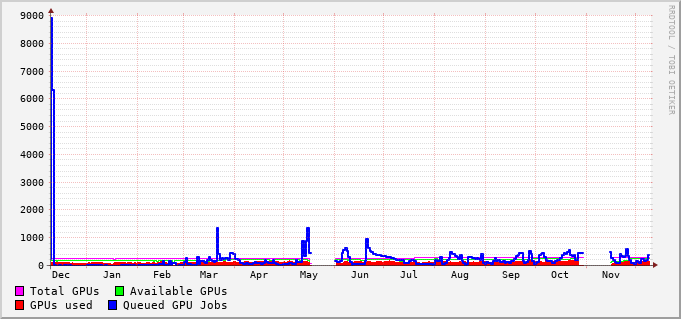 9000
8000
7000
6000
5000
4000
3000
2000
1000
0
Dec Jan Feb Mar Apr May Jun Jul Aug Sep Oct Nov
Total GPUs Available GPUs
GPUs used Queued GPU Jobs
RRDTOOL / TOBI OETIKER